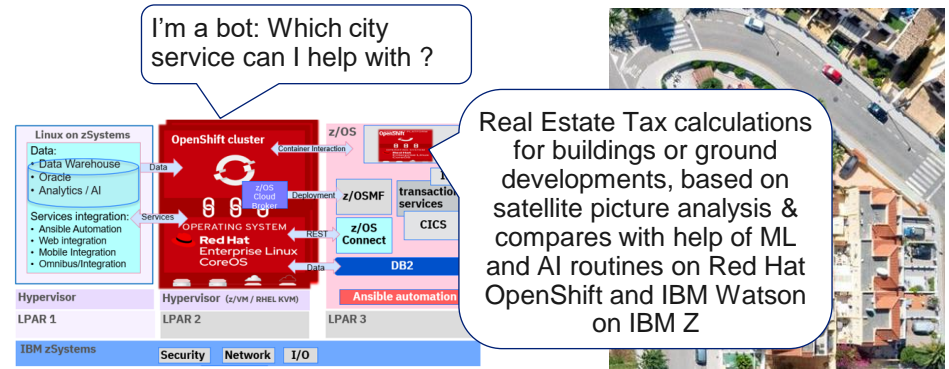 I'm a bot: Which city
service can I help with ?
Linux on zSystems
Data:
• Data Warehouse
• Oracle
• Analytics / AI
Services integration:
• Ansible Automation
• Web integration
• Mobile Integration
• Omnibus/Integration
Hypervisor
LPAR 1
Data
Services
OpenShift cluster
z/OS
Cloud
Broker
OPERATING SYSTEM
Red Hat
Enterprise Linux
CoreOS
Hypervisor (z/VM / RHEL KVM)
LPAR 2
Container Interaction
Deployment
REST
Data
z/OS
OpenShift
z/OSMF
transaction
services
CICS
z/OS
Connect
DB2
Ansible automation
LPAR 3
IBM zSystems
Security
Network
I/O
Real Estate Tax calculations
for buildings or ground
developments, based on
satellite picture analysis &
compares with help of ML
and AI routines on Red Hat
OpenShift and IBM Watson
on IBM Z